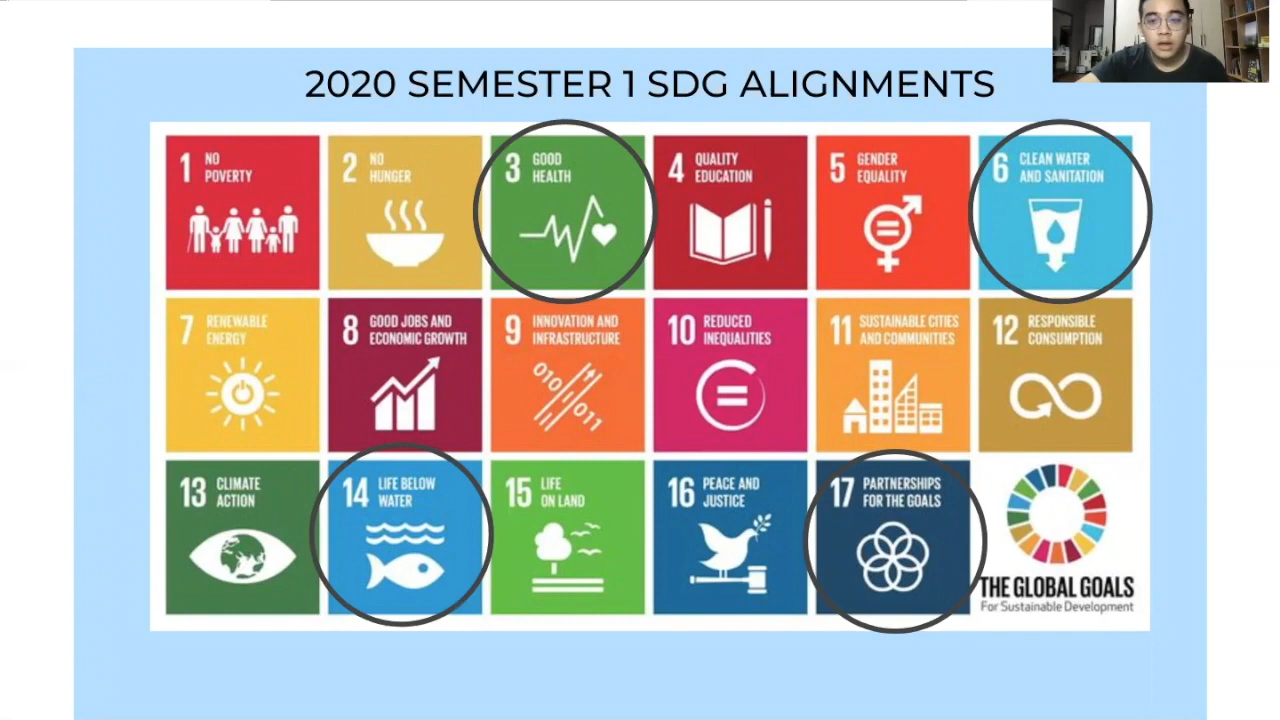 2020 SEMESTER 1 SDG ALIGNMENTS
1 NO
POVERTY
2 NO
HUNGER
3 GOOD
HEALTH
4 QUALITY
EDUCATION
5 GENDER
EQUALITY
6 CLEAN WATER
AND SANITATION
7 RENEWABLE
ENERGY
8 GOOD JOBS AND
ECONOMIC GROWTH
9 INNOVATION AND
INFRASTRUCTURE
010
011
10 REDUCED
INEQUALITIES
11 SUSTAINABLE CITIES
AND COMMUNITIES
12 RESPONSIBLE
CONSUMPTION
13 CLIMATE
ACTION
14 LIFE BELOW
WATER
15 LIFE
ON LAND
16 PEACE AND
JUSTICE
17 PARTNERSHIPS
FOR THE GOALS
THE GLOBAL GOALS
For Sustainable Development